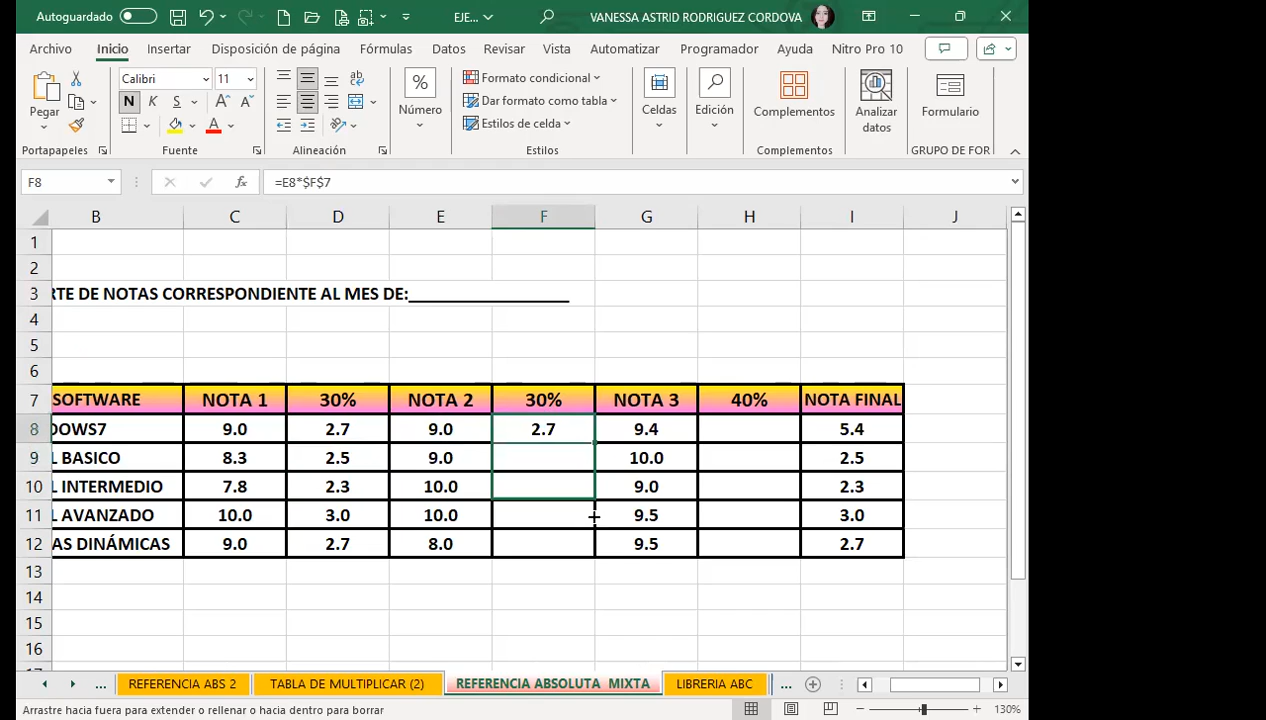 Autoguardado
EJE...
VANESSA ASTRID RODRIGUEZ CORDOVA
Archivo Inicio Insertar Disposición de página Fórmulas Datos Revisar Vista Automatizar Programador Ayuda Nitro Pro 10
Pegar
Calibri 11
N K S
Número
Formato condicional
Dar formato como tabla
Estilos de celda
Celdas
Edición
Complementos
Analizar
datos
Formulario
Portapapeles Fuente Alineación Estilos Complementos GRUPO DE FOR
F8 fx =E8*$F$7
B C D E F G H I J
1
2
3 RTE DE NOTAS CORRESPONDIENTE AL MES DE:__________________
4
5
6
7 SOFTWARE NOTA 1 30% NOTA 2 30% NOTA 3 40% NOTA FINAL
8 DOWS7 9.0 2.7 9.0 2.7 9.4 5.4
9 L BASICO 8.3 2.5 9.0 10.0 2.5
10 L INTERMEDIO 7.8 2.3 10.0 9.0 2.3
11 L AVANZADO 10.0 3.0 10.0 9.5 3.0
12 AS DINÁMICAS 9.0 2.7 8.0 9.5 2.7
13
14
15
16
... REFERENCIA ABS 2 TABLA DE MULTIPLICAR (2) REFERENCIA ABSOLUTA MIXTA LIBRERIA ABC ...
Arrastre hacia fuera para extender o rellenar o hacia dentro para borrar 130%